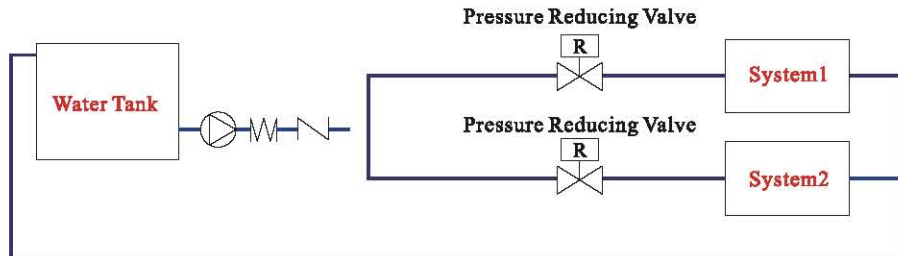 Pressure Reducing Valve
R
System1
Water Tank
Pressure Reducing Valve
R
System2